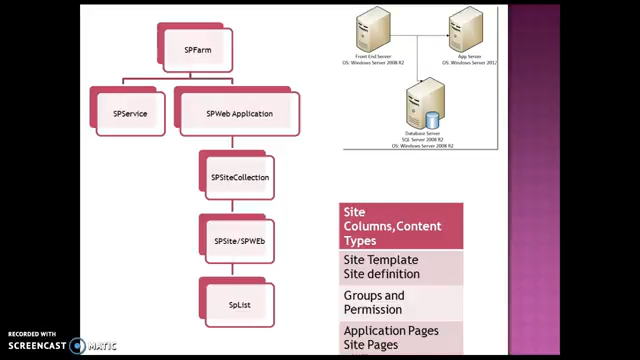 SPFarm
SPService
SPWeb Application
SPSiteCollection
SPSite/SPWEb
SpList
Front End Server
OS: Windows Server 2008 R2
App Server
OS: Windows Server 2012
Database Server
SQL Server 2008 R2
OS: Windows Server 2008 R2
Site
Columns,Content
Types
Site Template
Site definition
Groups and
Permission
Application Pages
Site Pages
RECORDED WITH
SCREENCAST MATIC